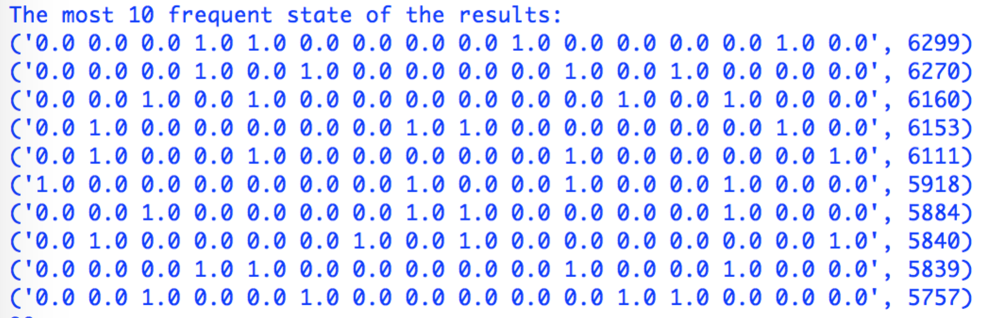 The most 10 frequent state of the results:
('0.0 0.0 0.0 1.0 1.0 0.0 0.0 0.0 0.0 1.0 0.0 0.0 0.0 0.0 1.0 0.0', 6299)
('0.0 0.0 0.0 1.0 0.0 1.0 0.0 0.0 0.0 0.0 1.0 0.0 1.0 0.0 0.0 0.0', 6270)
('0.0 0.0 1.0 0.0 1.0 0.0 0.0 0.0 0.0 0.0 0.0 1.0 0.0 1.0 0.0 0.0', 6160)
('0.0 1.0 0.0 0.0 0.0 0.0 0.0 1.0 1.0 0.0 0.0 0.0 0.0 0.0 1.0 0.0', 6153)
('0.0 1.0 0.0 0.0 1.0 0.0 0.0 0.0 0.0 0.0 1.0 0.0 0.0 0.0 0.0 1.0', 6111)
('1.0 0.0 0.0 0.0 0.0 0.0 0.0 1.0 0.0 0.0 1.0 0.0 0.0 1.0 0.0 0.0', 5918)
('0.0 0.0 1.0 0.0 0.0 0.0 0.0 1.0 1.0 0.0 0.0 0.0 0.0 1.0 0.0 0.0', 5884)
('0.0 1.0 0.0 0.0 0.0 0.0 1.0 0.0 1.0 0.0 0.0 0.0 0.0 0.0 0.0 1.0', 5840)
('0.0 0.0 0.0 1.0 1.0 0.0 0.0 0.0 0.0 0.0 1.0 0.0 0.0 1.0 0.0 0.0', 5839)
('0.0 0.0 1.0 0.0 0.0 1.0 0.0 0.0 0.0 0.0 0.0 1.0 1.0 0.0 0.0 0.0', 5757)